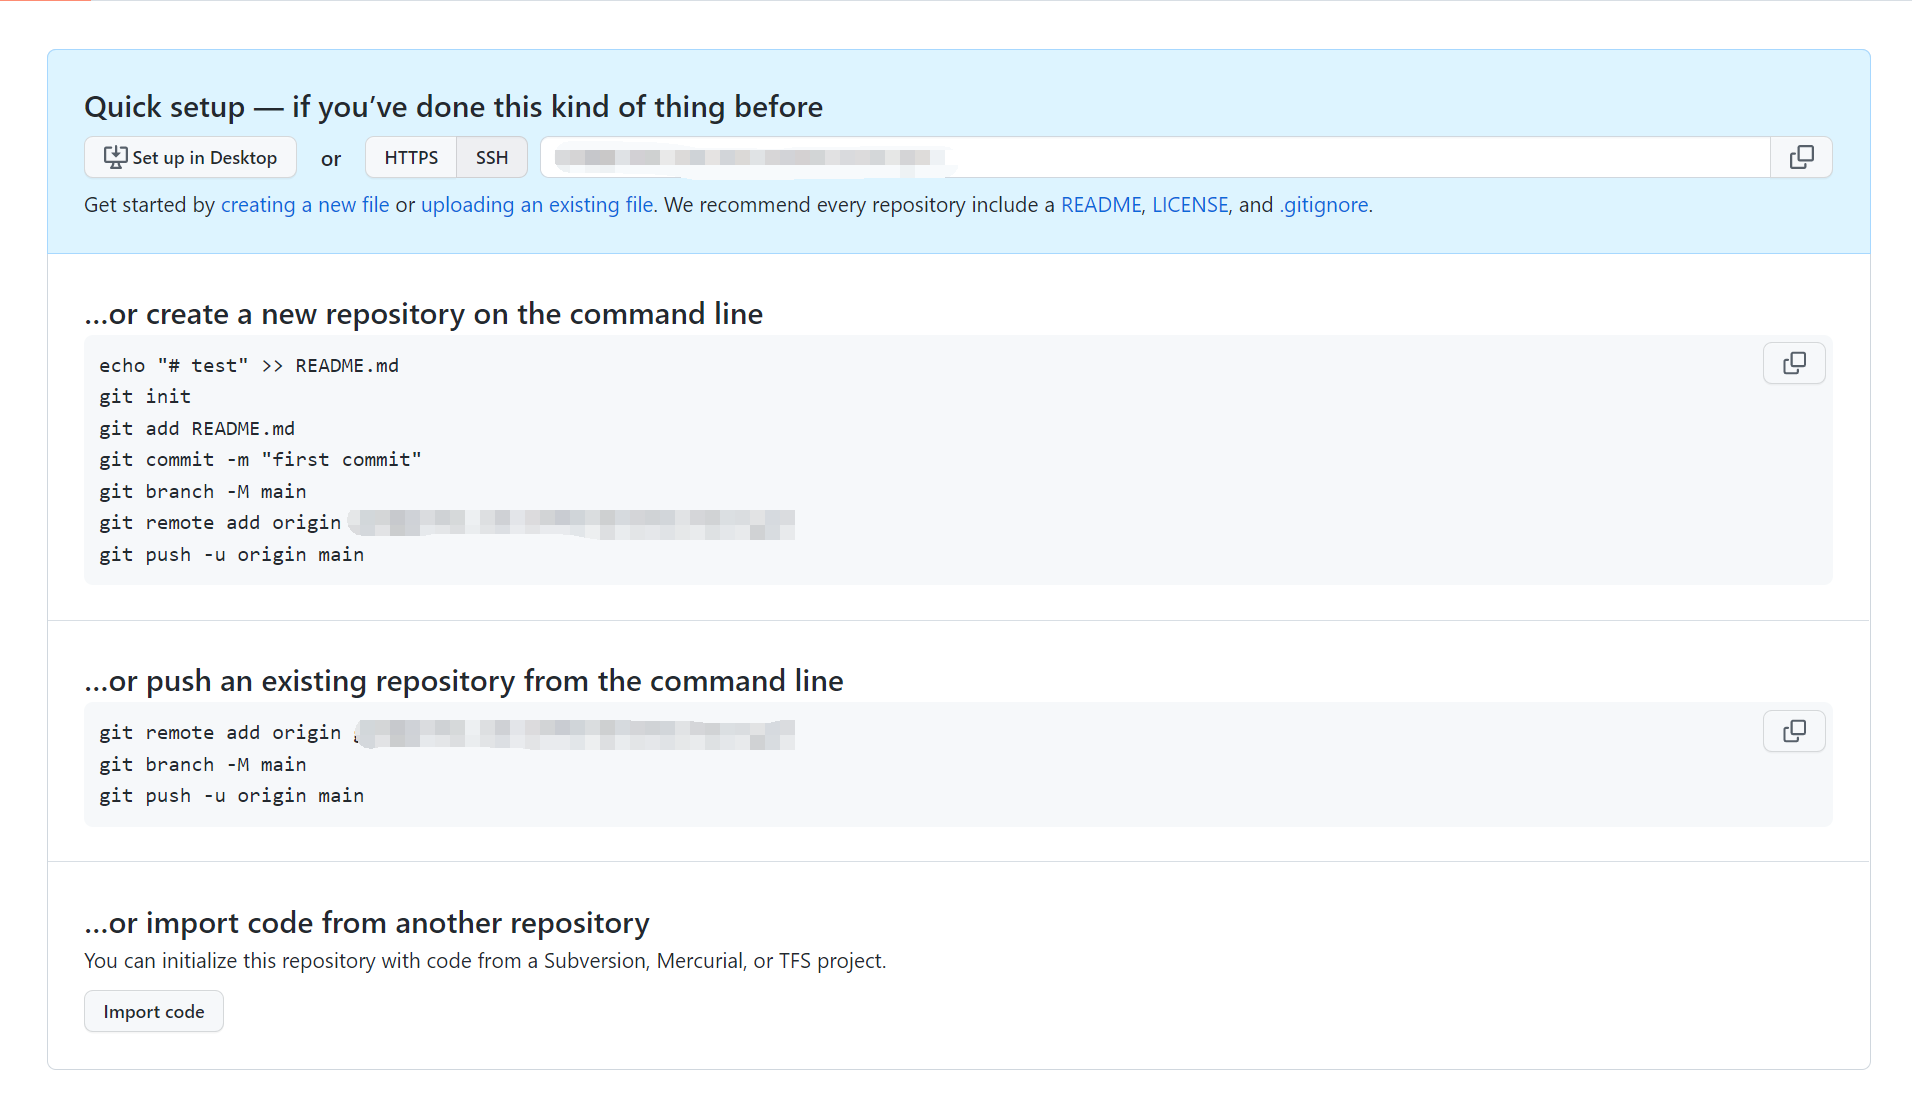 Quick setup — if you’ve done this kind of thing before
Set up in Desktop or HTTPS SSH
Get started by creating a new file or uploading an existing file. We recommend every repository include a README, LICENSE, and .gitignore.
…or create a new repository on the command line
echo "# test" >> README.md
git init
git add README.md
git commit -m "first commit"
git branch -M main
git remote add origin
git push -u origin main
…or push an existing repository from the command line
git remote add origin
git branch -M main
git push -u origin main
…or import code from another repository
You can initialize this repository with code from a Subversion, Mercurial, or TFS project.
Import code